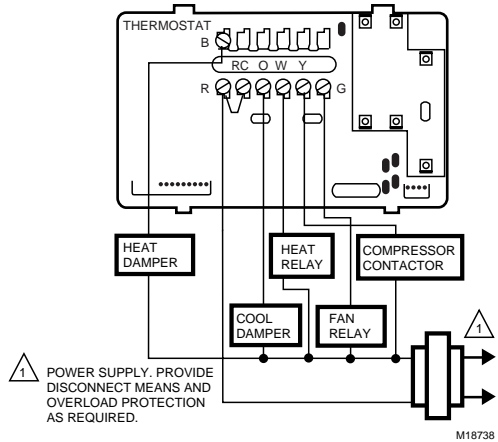 THERMOSTAT
B
RC O W Y
R
G
HEAT
DAMPER
HEAT
RELAY
COMPRESSOR
CONTACTOR
COOL
DAMPER
FAN
RELAY
1
1 POWER SUPPLY. PROVIDE
DISCONNECT MEANS AND
OVERLOAD PROTECTION
AS REQUIRED.
M18738